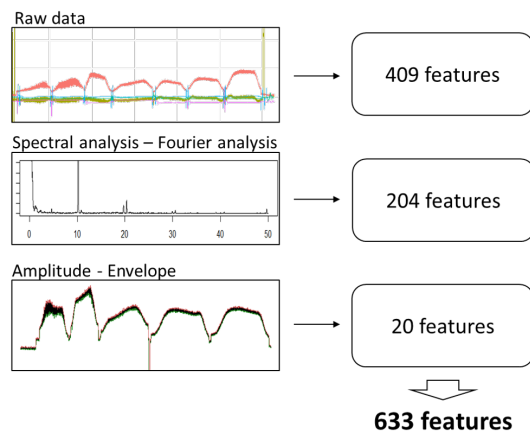 Raw data
409 features
Spectral analysis – Fourier analysis
204 features
0 10 20 30 40 50
Amplitude - Envelope
20 features
633 features